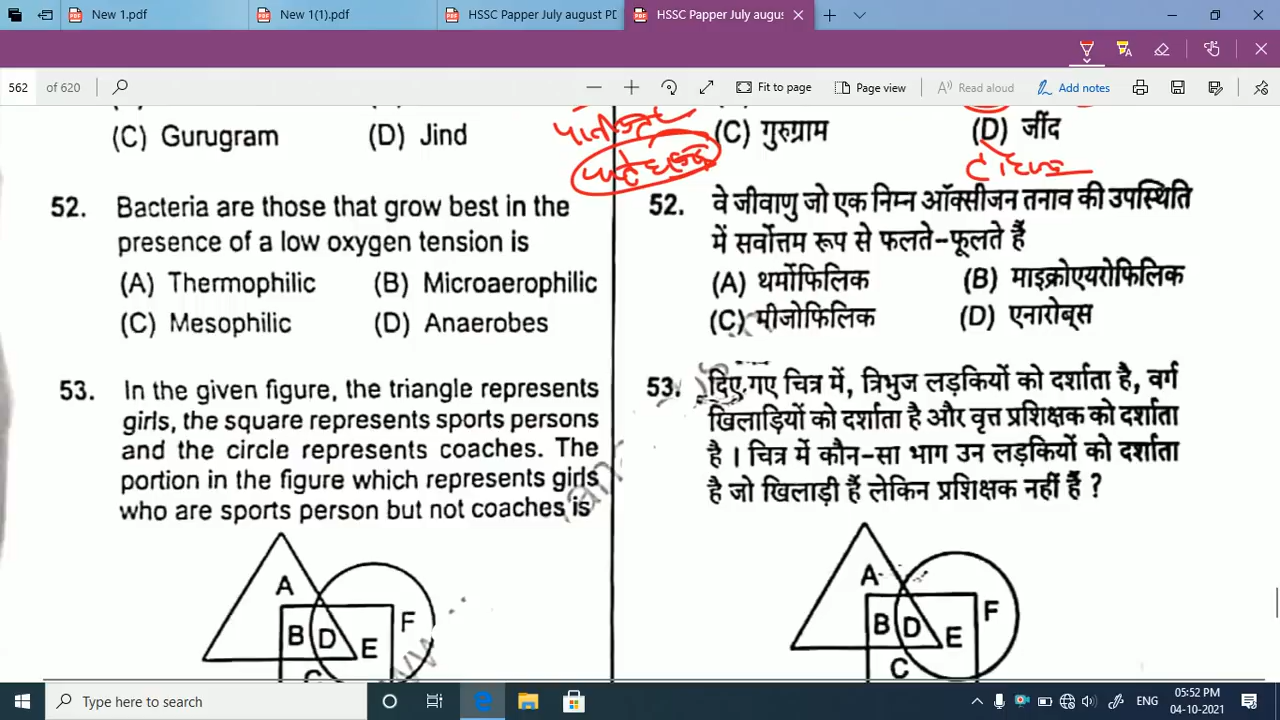 New 1.pdf
New 1(1).pdf
HSSC Papper July august PD
HSSC Papper July augus
562 of 620
Fit to page
Page view
Read aloud
Add notes
(C) Gurugram (D) Jind
52. Bacteria are those that grow best in the
presence of a low oxygen tension is
(A) Thermophilic (B) Microaerophilic
(C) Mesophilic (D) Anaerobes
53. In the given figure, the triangle represents
girls, the square represents sports persons
and the circle represents coaches. The
portion in the figure which represents girls
who are sports person but not coaches is
A
B D E F
C
(C) गुरुग्राम (D) जींद
52. वे जीवाणु जो एक निम्न ऑक्सीजन तनाव की उपस्थिति
में सर्वोत्तम रूप से फलते-फूलते हैं
(A) थर्मोफिलिक (B) माइक्रोएयरोफिलिक
(C) मीजोफिलिक (D) एनारोब्स
53. दिए गए चित्र में, त्रिभुज लड़कियों को दर्शाता है, वर्ग
खिलाड़ियों को दर्शाता है और वृत्त प्रशिक्षक को दर्शाता
है । चित्र में कौन-सा भाग उन लड़कियों को दर्शाता
है जो खिलाड़ी हैं लेकिन प्रशिक्षक नहीं हैं ?
A
B D E F
C
Type here to search
ENG
05:52 PM
04-10-2021